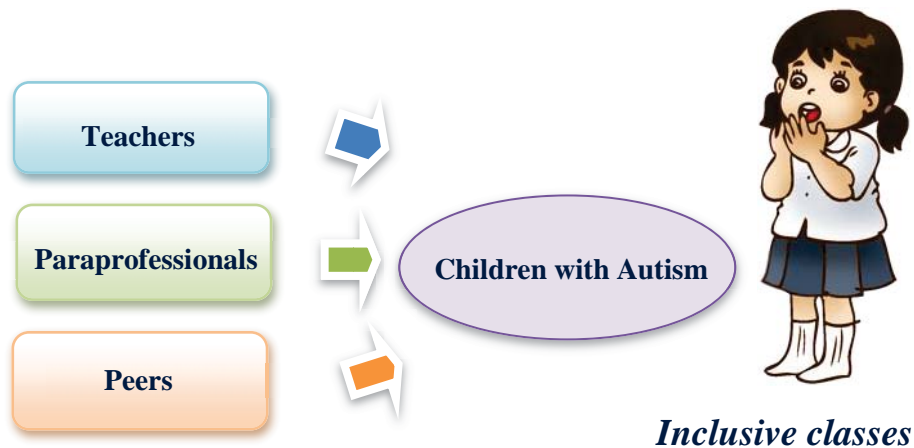 Teachers
Paraprofessionals
Children with Autism
Peers
Inclusive classes